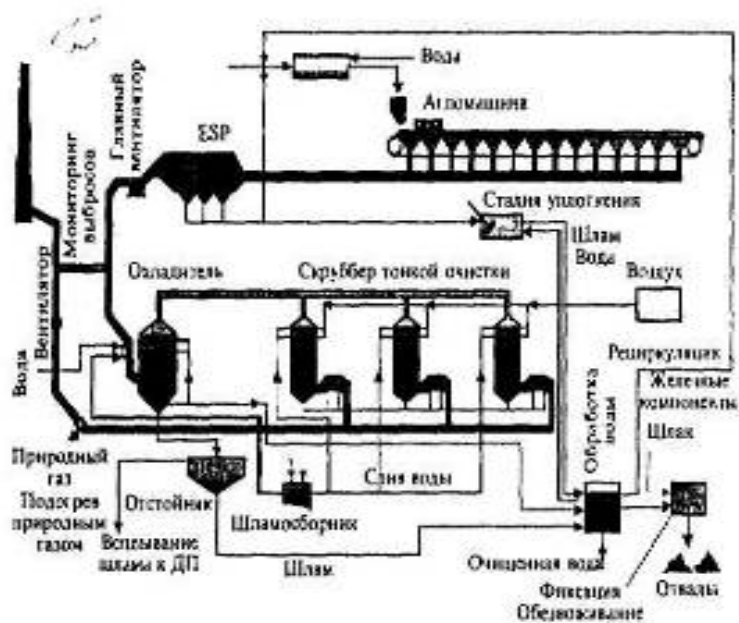 Вода
Агломашина
Главный
вентилятор
ESP
Мониторинг
выбросов
Стадия уплотнения
Шлам
Вода
Охладитель
Скруббер тонкой очистки
Воздух
Вентилятор
Вода
Рециркуляция
Железные
компоненты
Шлак
Обработка
воды
Природный
газ
Подогрев
природным
газом
Отстойник
Слив воды
Шламосборник
Всплывание
шлама к ДП
Шлам
Очищенная вода
Фиксация
Обезвоживание
Отвалы